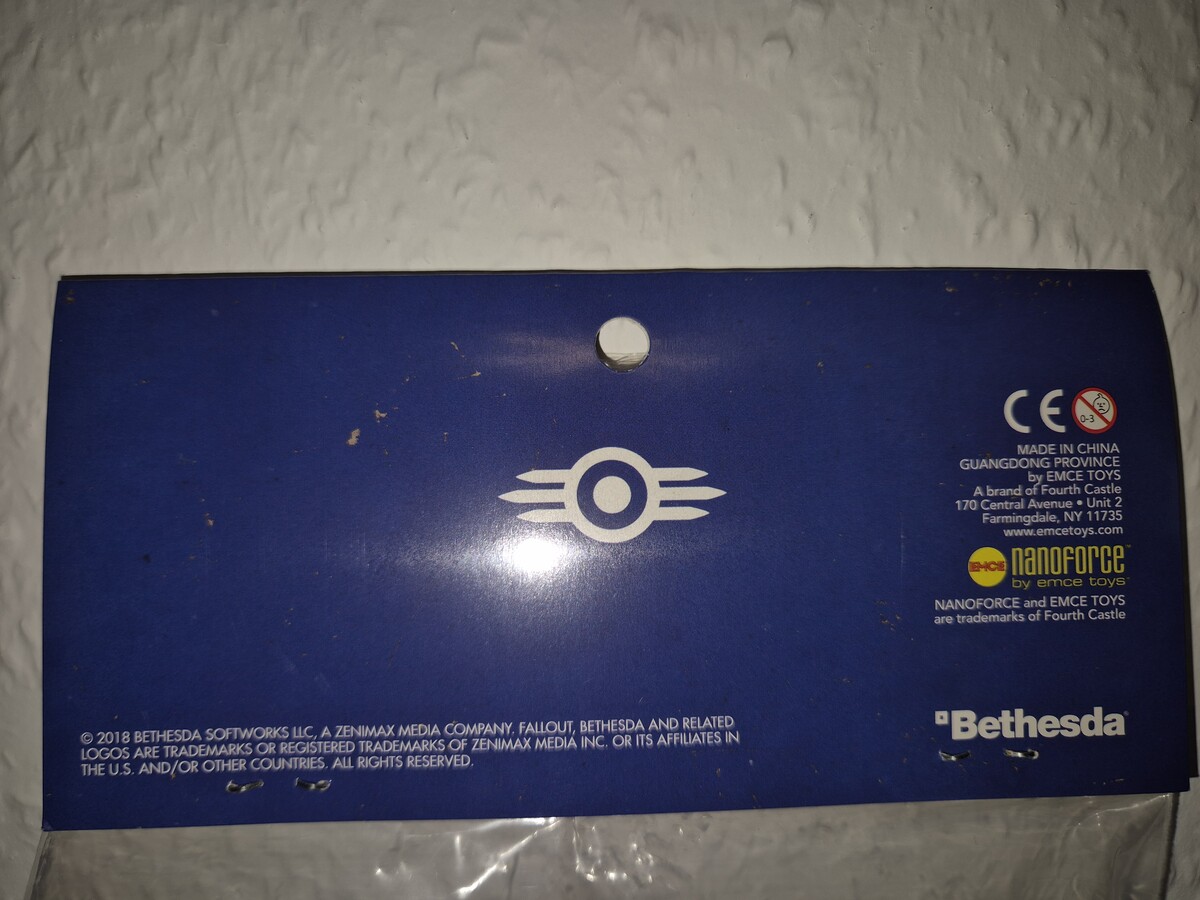 CE
0-3
MADE IN CHINA
GUANGDONG PROVINCE
by EMCE TOYS
A brand of Fourth Castle
170 Central Avenue • Unit 2
Farmingdale, NY 11735
www.emcetoys.com
EMCE nanoforce™
by emce toys™
NANOFORCE and EMCE TOYS
are trademarks of Fourth Castle
© 2018 BETHESDA SOFTWORKS LLC, A ZENIMAX MEDIA COMPANY. FALLOUT, BETHESDA AND RELATED
LOGOS ARE TRADEMARKS OR REGISTERED TRADEMARKS OF ZENIMAX MEDIA INC. OR ITS AFFILIATES IN
THE U.S. AND/OR OTHER COUNTRIES. ALL RIGHTS RESERVED.
Bethesda®